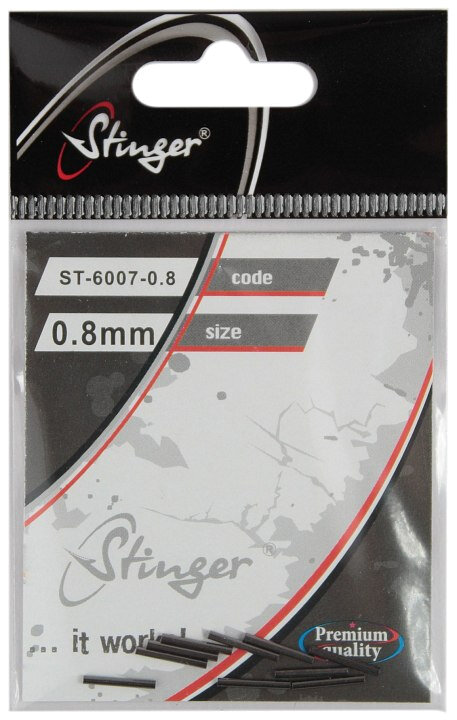 Stinger®
ST-6007-0.8 code
0.8mm size
Stinger®
... it works!
Premium
quality